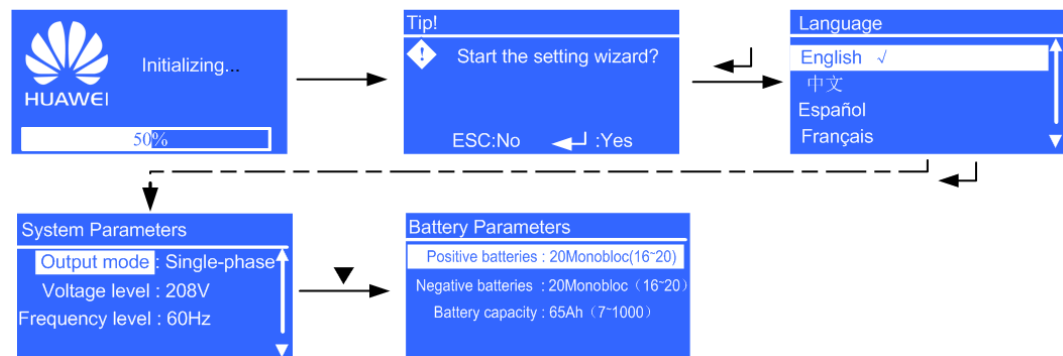 HUAWEI
Initializing...
50%
Tip!
! Start the setting wizard?
ESC:No ↵ :Yes
Language
English √
中文
Español
Français
System Parameters
Output mode : Single-phase
Voltage level : 208V
Frequency level : 60Hz
Battery Parameters
Positive batteries : 20Monobloc(16~20)
Negative batteries : 20Monobloc（16~20）
Battery capacity : 65Ah（7~1000）